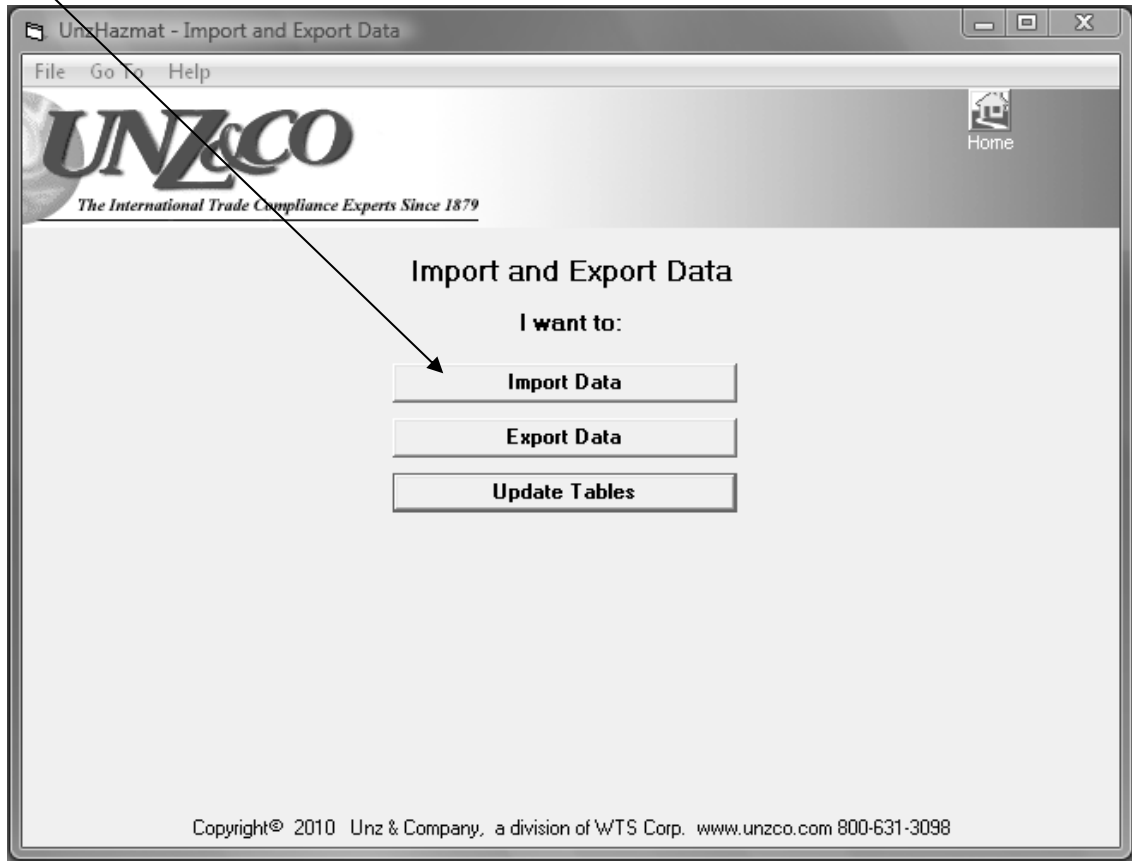 UnzHazmat - Import and Export Data
File Go To Help
UNZ&CO
The International Trade Compliance Experts Since 1879
Home
Import and Export Data
I want to:
Import Data
Export Data
Update Tables
Copyright© 2010 Unz & Company, a division of WTS Corp. www.unzco.com 800-631-3098